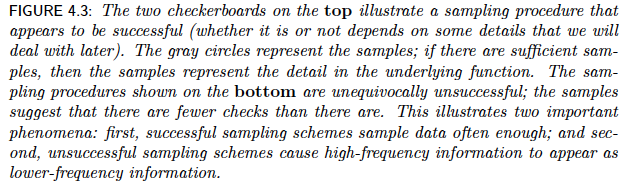 FIGURE 4.3: The two checkerboards on the top illustrate a sampling procedure that
appears to be successful (whether it is or not depends on some details that we will
deal with later). The gray circles represent the samples; if there are sufficient sam-
ples, then the samples represent the detail in the underlying function. The sam-
pling procedures shown on the bottom are unequivocally unsuccessful; the samples
suggest that there are fewer checks than there are. This illustrates two important
phenomena: first, successful sampling schemes sample data often enough; and sec-
ond, unsuccessful sampling schemes cause high-frequency information to appear as
lower-frequency information.